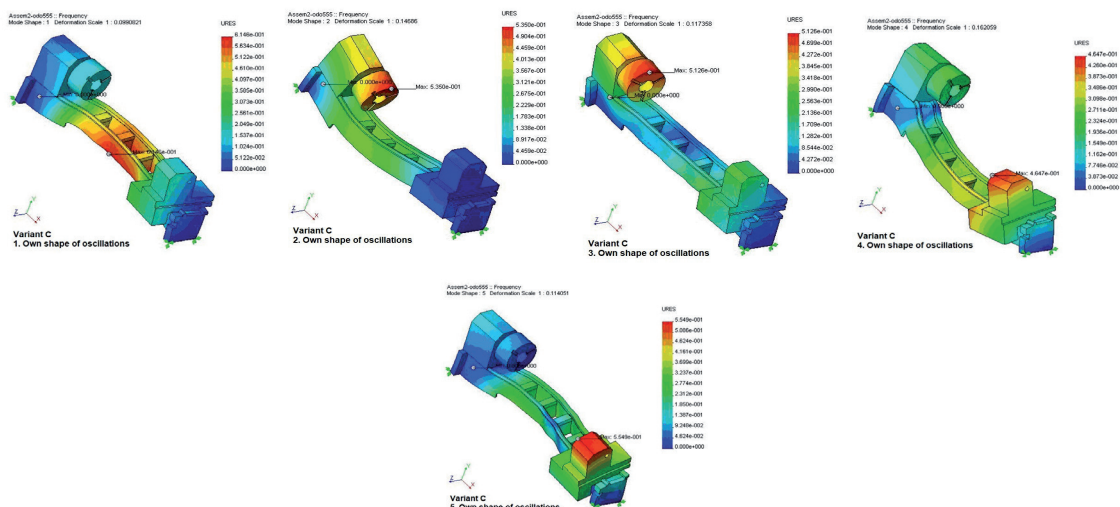 Assem2-odo555 :: Frequency
Mode Shape : 1 Deformation Scale 1 : 0.0990821
URES
6.146e-001
5.634e-001
5.122e-001
4.610e-001
4.097e-001
3.585e-001
3.073e-001
2.561e-001
2.049e-001
1.537e-001
1.024e-001
5.122e-002
0.000e+000
Variant C
1. Own shape of oscillations
Assem2-odo555 :: Frequency
Mode Shape : 2 Deformation Scale 1 : 0.14686
URES
5.350e-001
4.904e-001
4.459e-001
4.013e-001
3.567e-001
3.121e-001
2.675e-001
2.229e-001
1.783e-001
1.338e-001
8.917e-002
4.459e-002
0.000e+000
Min: 0.000e+000
Max: 5.350e-001
Variant C
2. Own shape of oscillations
Assem2-odo555 :: Frequency
Mode Shape : 3 Deformation Scale 1 : 0.117358
URES
5.126e-001
4.699e-001
4.272e-001
3.845e-001
3.418e-001
2.990e-001
2.563e-001
2.136e-001
1.709e-001
1.282e-001
8.544e-002
4.272e-002
0.000e+000
Max: 5.126e-001
Min: 0.000e+000
Variant C
3. Own shape of oscillations
Assem2-odo555 :: Frequency
Mode Shape : 4 Deformation Scale 1 : 0.162059
URES
4.647e-001
4.260e-001
3.873e-001
3.486e-001
3.098e-001
2.711e-001
2.324e-001
1.936e-001
1.549e-001
1.162e-001
7.746e-002
3.873e-002
0.000e+000
Max: 4.647e-001
Variant C
4. Own shape of oscillations
Assem2-odo555 :: Frequency
Mode Shape : 5 Deformation Scale 1 : 0.114051
URES
5.549e-001
5.086e-001
4.624e-001
4.161e-001
3.699e-001
3.237e-001
2.774e-001
2.312e-001
1.850e-001
1.387e-001
9.248e-002
4.624e-002
0.000e+000
Max: 5.549e-001
Variant C
5. Own shape of oscillations